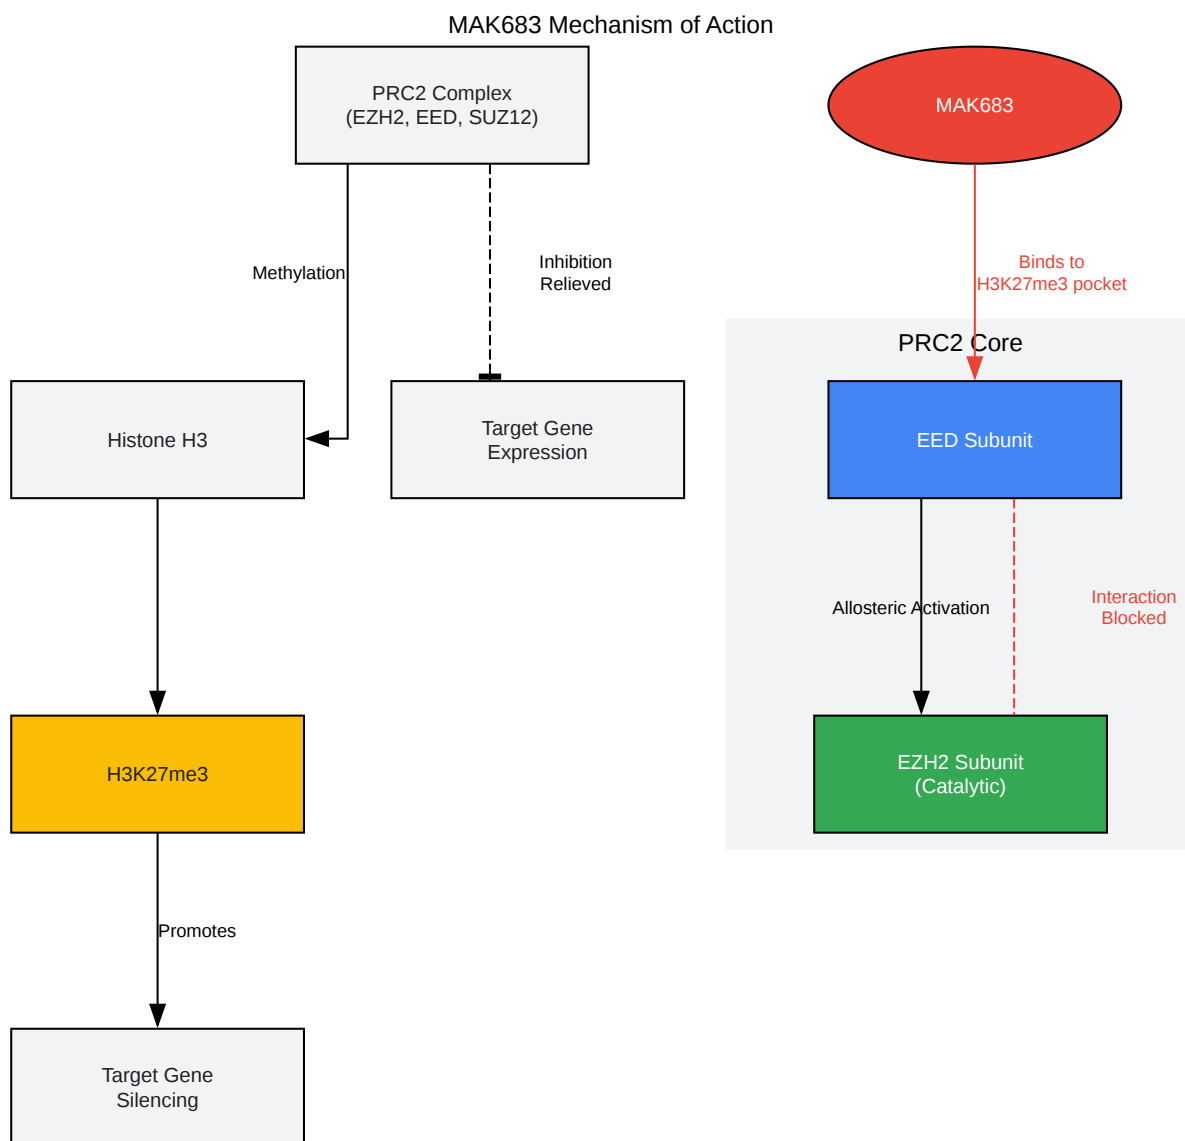 MAK683 Mechanism of Action
PRC2 Complex
(EZH2, EED, SUZ12)
MAK683
Methylation
Inhibition
Relieved
Binds to
H3K27me3 pocket
PRC2 Core
Histone H3
Target Gene
Expression
EED Subunit
Allosteric Activation
Interaction
Blocked
H3K27me3
EZH2 Subunit
(Catalytic)
Promotes
Target Gene
Silencing